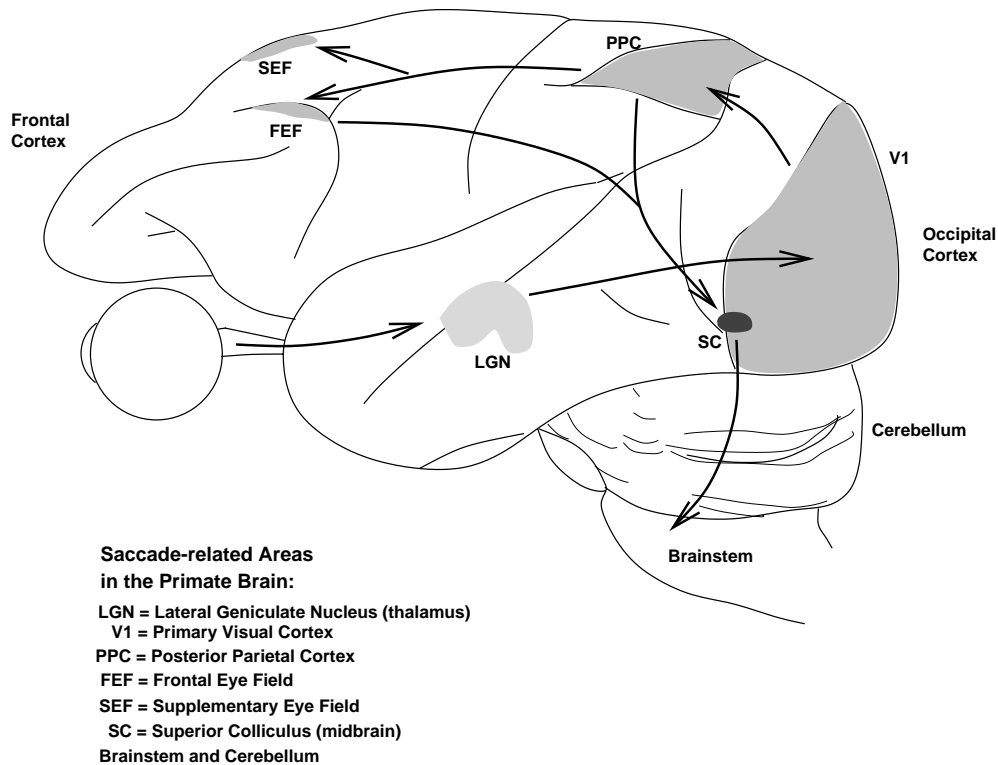 PPC
SEF
FEF
Frontal
Cortex
V1
Occipital
Cortex
SC
LGN
Cerebellum
Brainstem
Saccade-related Areas
in the Primate Brain:
LGN = Lateral Geniculate Nucleus (thalamus)
V1 = Primary Visual Cortex
PPC = Posterior Parietal Cortex
FEF = Frontal Eye Field
SEF = Supplementary Eye Field
SC = Superior Colliculus (midbrain)
Brainstem and Cerebellum